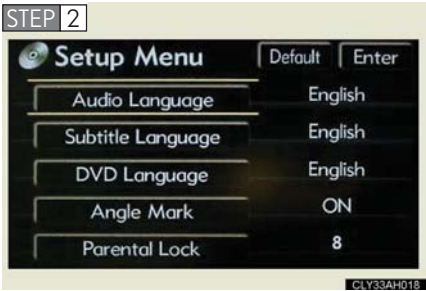 STEP 2
Setup Menu Default Enter
Audio Language English
Subtitle Language English
DVD Language English
Angle Mark ON
Parental Lock 8
CLY33AH018